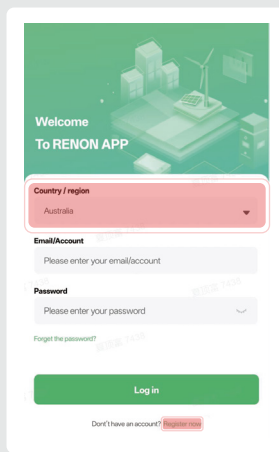 Welcome
To RENON APP
Country / region
Australia
Email/Account
Please enter your email/account
Password
Please enter your password
Forget the password?
Log in
Don't have an account? Register now